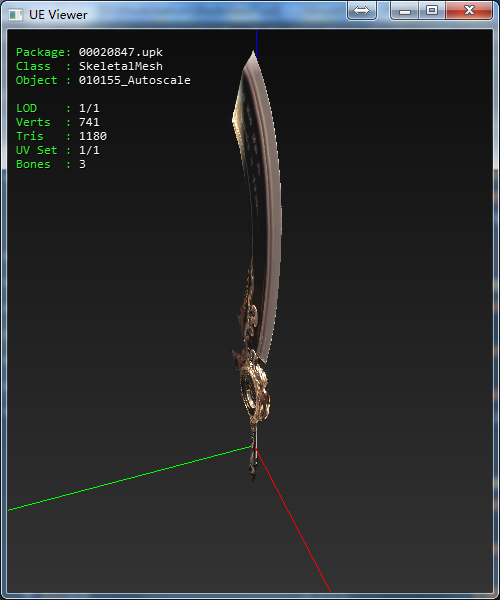 UE Viewer
Package: 00020847.upk
Class  : SkeletalMesh
Object : 010155_Autoscale
LOD    : 1/1
Verts  : 741
Tris   : 1180
UV Set : 1/1
Bones  : 3